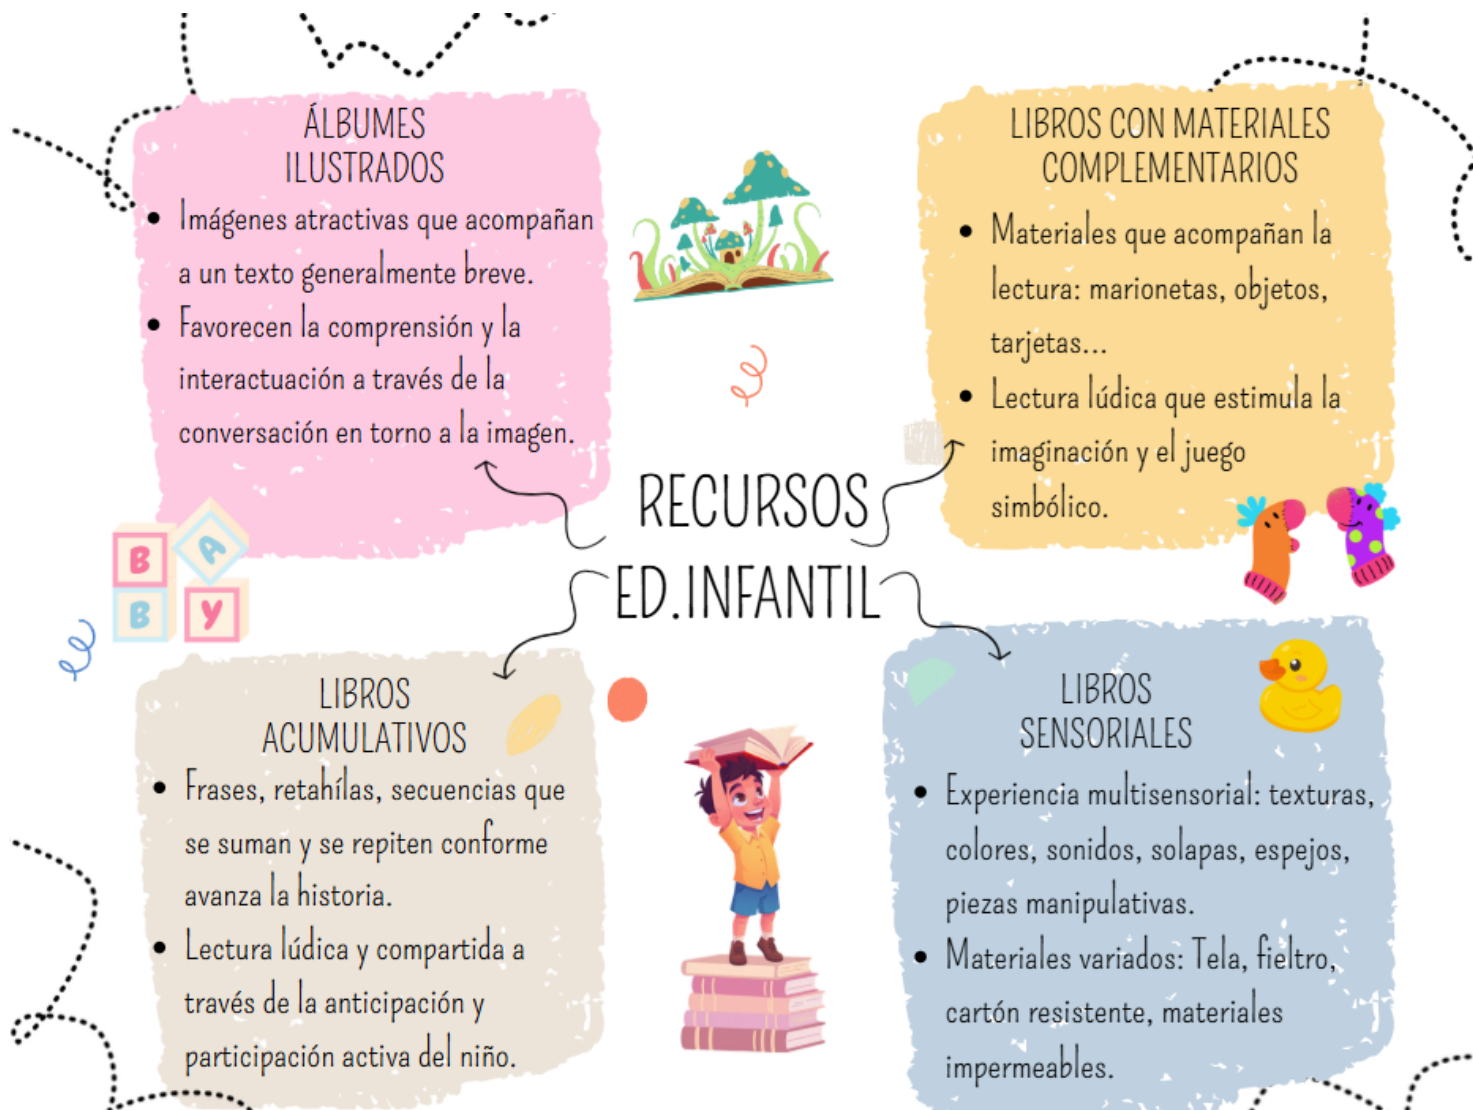 ÁLBUMES
ILUSTRADOS
• Imágenes atractivas que acompañan
a un texto generalmente breve.
• Favorecen la comprensión y la
interactuación a través de la
conversación en torno a la imagen.
LIBROS CON MATERIALES
COMPLEMENTARIOS
• Materiales que acompañan la
lectura: marionetas, objetos,
tarjetas...
• Lectura lúdica que estimula la
imaginación y el juego
simbólico.
RECURSOS
ED.INFANTIL
B A
B Y
LIBROS
ACUMULATIVOS
• Frases, retahílas, secuencias que
se suman y se repiten conforme
avanza la historia.
• Lectura lúdica y compartida a
través de la anticipación y
participación activa del niño.
LIBROS
SENSORIALES
• Experiencia multisensorial: texturas,
colores, sonidos, solapas, espejos,
piezas manipulativas.
• Materiales variados: Tela, fieltro,
cartón resistente, materiales
impermeables.